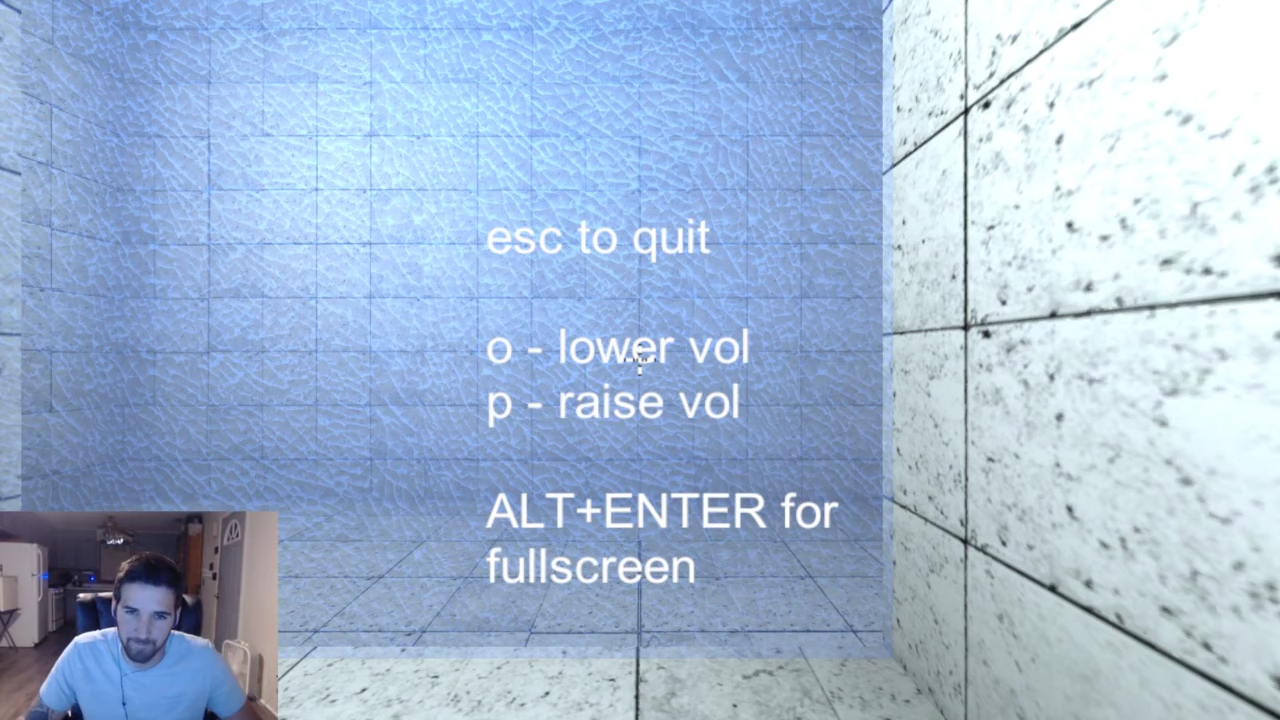 esc to quit
o - lower vol
p - raise vol
ALT+ENTER for
fullscreen